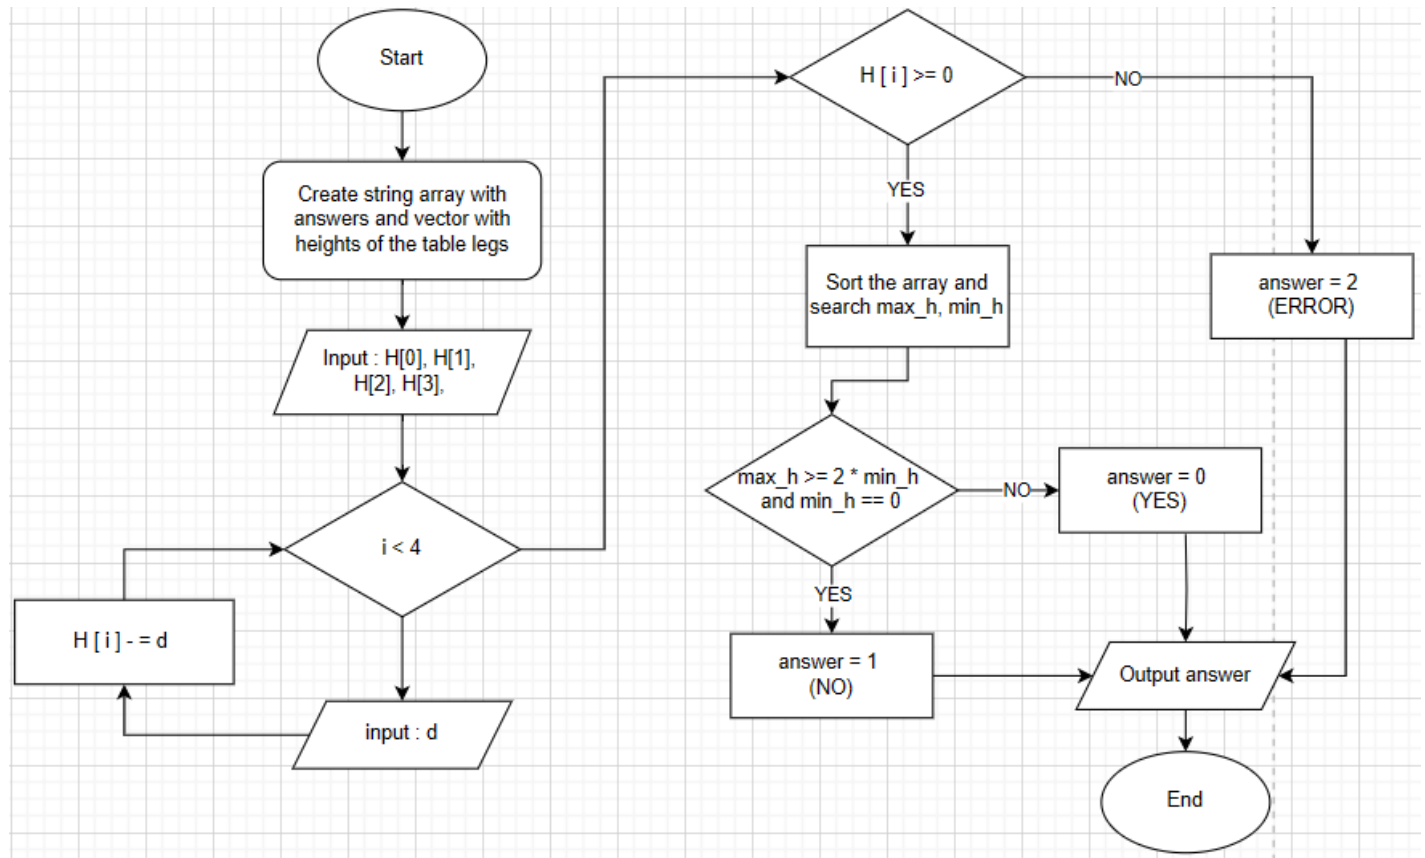 Start
Create string array with
answers and vector with
heights of the table legs
Input : H[0], H[1],
H[2], H[3],
i < 4
H [ i ] - = d
input : d
H [ i ] >= 0
NO
YES
Sort the array and
search max_h, min_h
answer = 2
(ERROR)
max_h >= 2 * min_h
and min_h == 0
NO
answer = 0
(YES)
YES
answer = 1
(NO)
Output answer
End